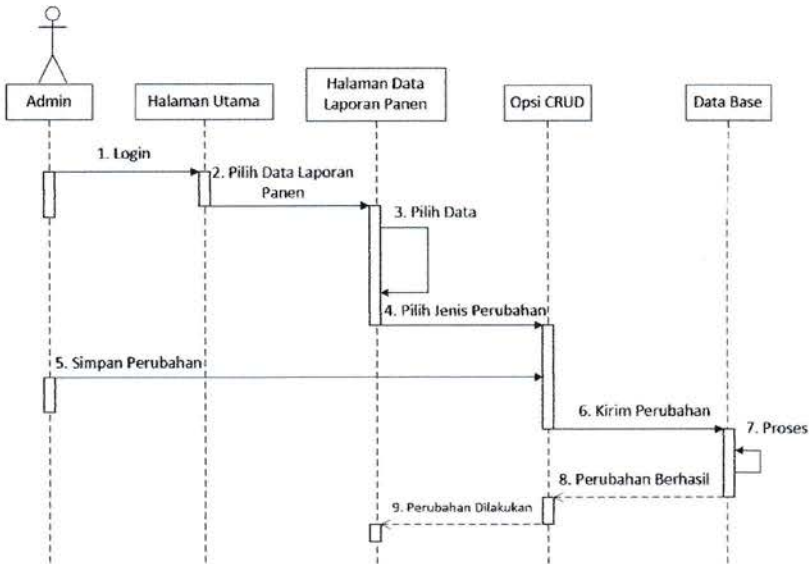 Admin
Halaman Utama
Halaman Data
Laporan Panen
Opsi CRUD
Data Base
1. Login
2. Pilih Data Laporan
Panen
3. Pilih Data
4. Pilih Jenis Perubahan
5. Simpan Perubahan
6. Kirim Perubahan
7. Proses
8. Perubahan Berhasil
9. Perubahan Dilakukan